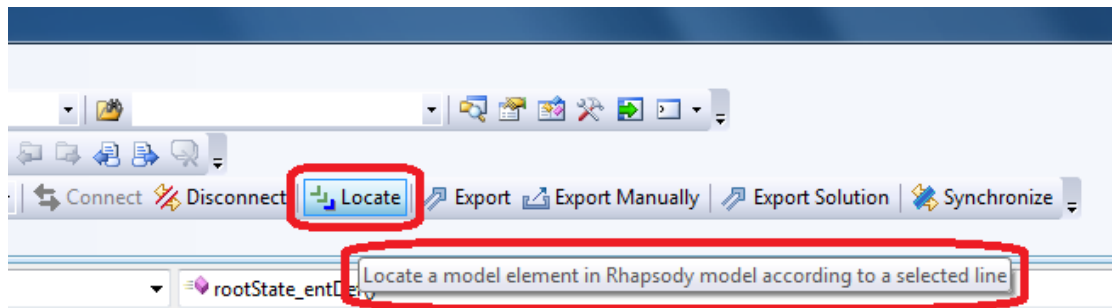 Connect Disconnect Locate Export Export Manually Export Solution Synchronize
Locate a model element in Rhapsody model according to a selected line